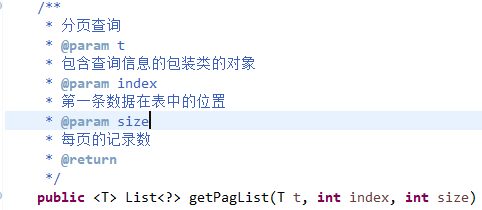 /**
* 分页查询
* @param t
* 包含查询信息的包装类的对象
* @param index
* 第一条数据在表中的位置
* @param size
* 每页的记录数
* @return
*/
public <T> List<?> getPagList(T t, int index, int size)